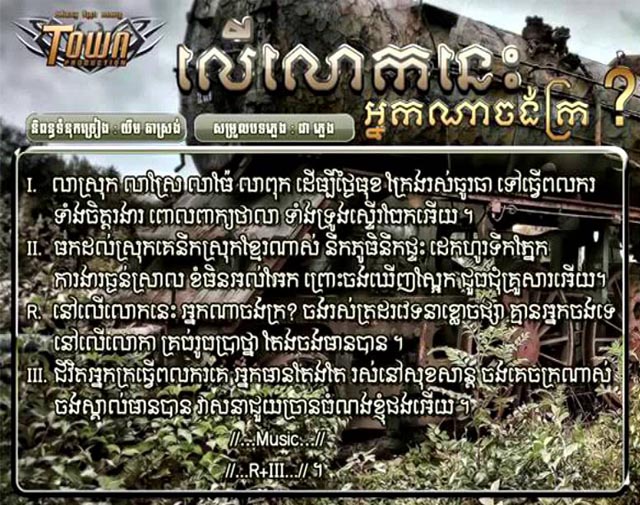 TOWN
PRODUCTION
លើលោកនេះ
អ្នកណាចង់ក្រ ?
និពន្ធទំនុកច្រៀង : យឹម តាស្រង់
សម្រួលបទភ្លេង : ជា ភ្លេង
I. លាស្រុក លាស្រែ លាម៉ែ លាពុក ដើម្បីថ្ងៃមុខ ក្រែងរស់ធូរធា ទៅធ្វើពលករ
ទាំងចិត្តរងារ ពោលពាក្យថាលា ទាំងទ្រូងស្ទើរបែកអើយ ។
II. មកដល់ស្រុកគេនឹកស្រុកខ្មែរណាស់ នឹកភូមិនឹកផ្ទះ ដេកហូរទឹកភ្នែក
ការងារធ្ងន់ស្រាល ខំមិនអល់អែក ព្រោះចង់ឃើញស្អែក ជួបជុំគ្រួសារអើយ។
R. នៅលើលោកនេះ អ្នកណាចង់ក្រ? ចង់រស់ត្រដរវេទនាខ្លោចផ្សា គ្មានអ្នកចង់ទេ
នៅលើលោកា គ្រប់រូបប្រាថ្នា តែងចង់មានបាន ។
III. ជីវិតអ្នកក្រធ្វើពលករគេ អ្នកមានតែងតែ រស់នៅសុខសាន្ត ចង់គេចក្រណាស់
ចង់ស្គាល់មានបាន វាសនាជួយប្រានធំណងខ្ញុំផងអើយ ។
//...Music...//
//...R+III...// ។